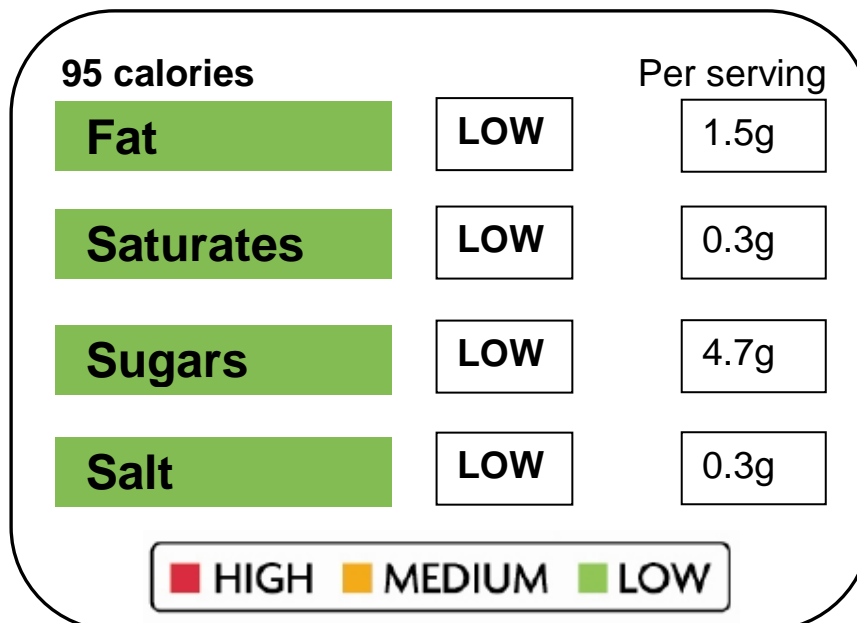 95 calories Per serving
Fat LOW 1.5g
Saturates LOW 0.3g
Sugars LOW 4.7g
Salt LOW 0.3g
HIGH MEDIUM LOW